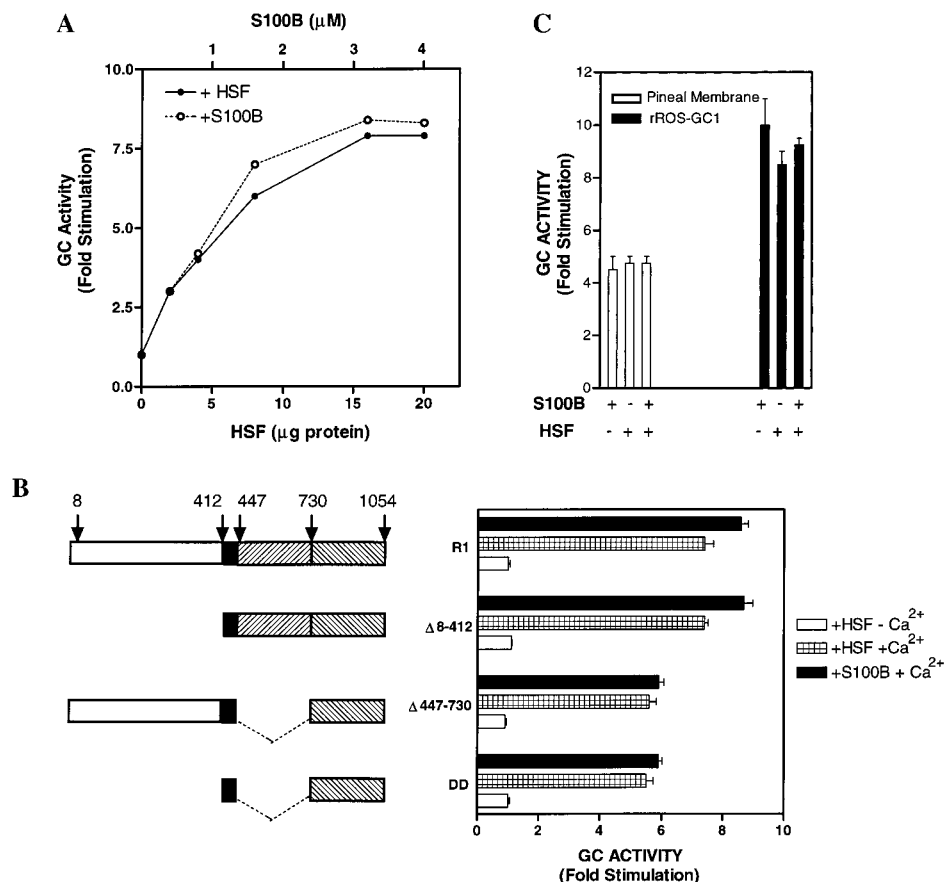 A
S100B (µM)
1 2 3 4
10.0
7.5
5.0
2.5
0.0
GC Activity
(Fold Stimulation)
+ HSF
+S100B
0 5 10 15 20
HSF (µg protein)
C
12
10
8
6
4
2
0
GC ACTIVITY
(Fold Stimulation)
Pineal Membrane
rROS-GC1
S100B + - + + - +
HSF - + + - + +
B
8 412 447 730 1054
R1
Δ8-412
Δ447-730
DD
0 2 4 6 8 10
GC ACTIVITY
(Fold Stimulation)
+HSF - Ca2+
+HSF +Ca2+
+S100B + Ca2+